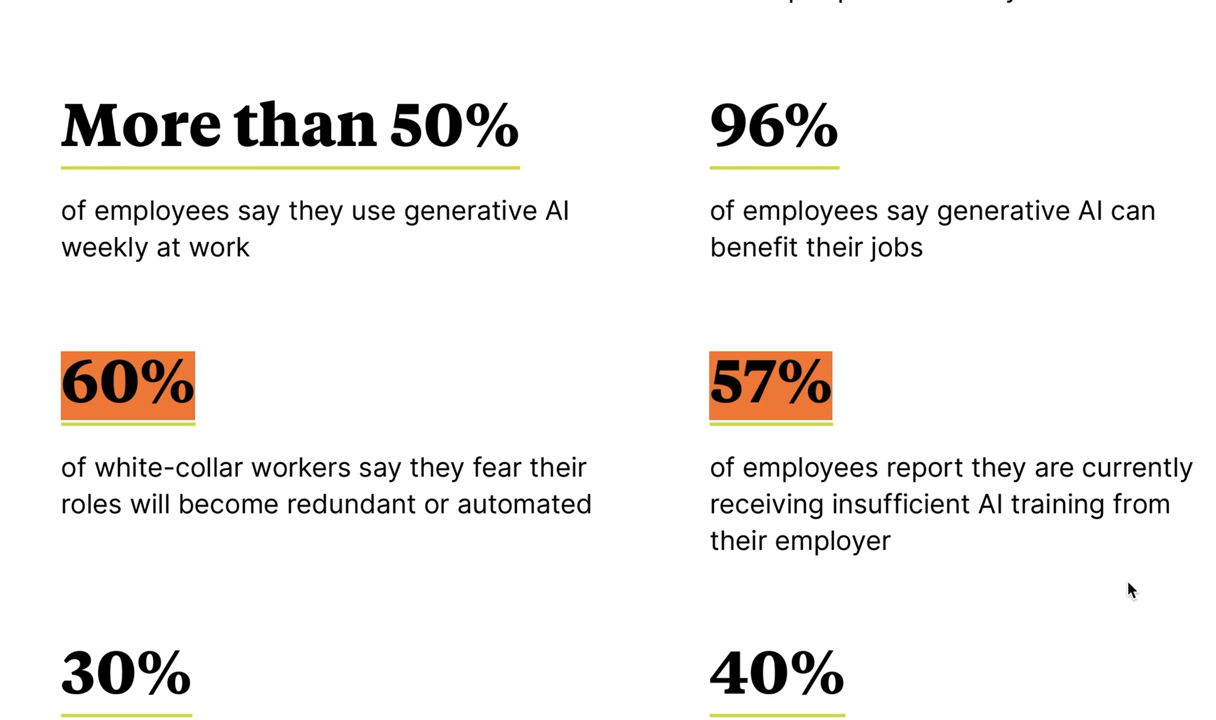 More than 50%
of employees say they use generative AI
weekly at work
96%
of employees say generative AI can
benefit their jobs
60%
of white-collar workers say they fear their
roles will become redundant or automated
57%
of employees report they are currently
receiving insufficient AI training from
their employer
30%
40%